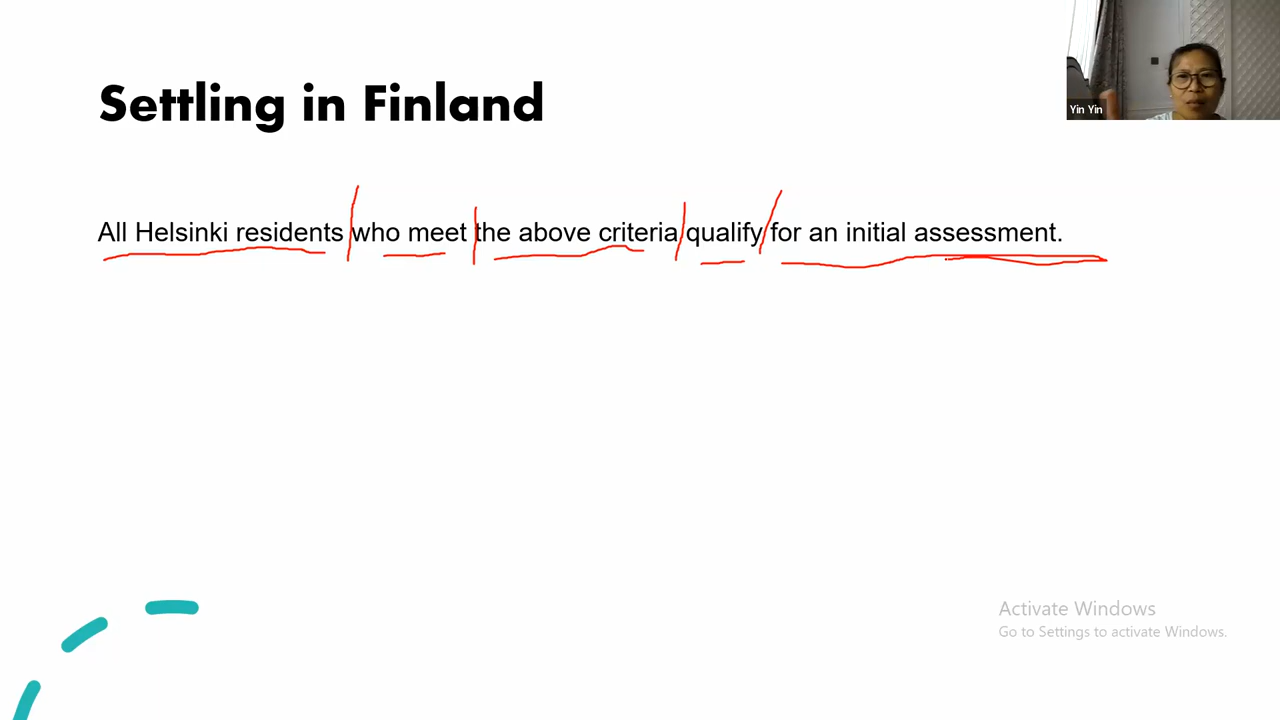 Settling in Finland
Yin Yin
All Helsinki residents who meet the above criteria qualify for an initial assessment.
Activate Windows
Go to Settings to activate Windows.